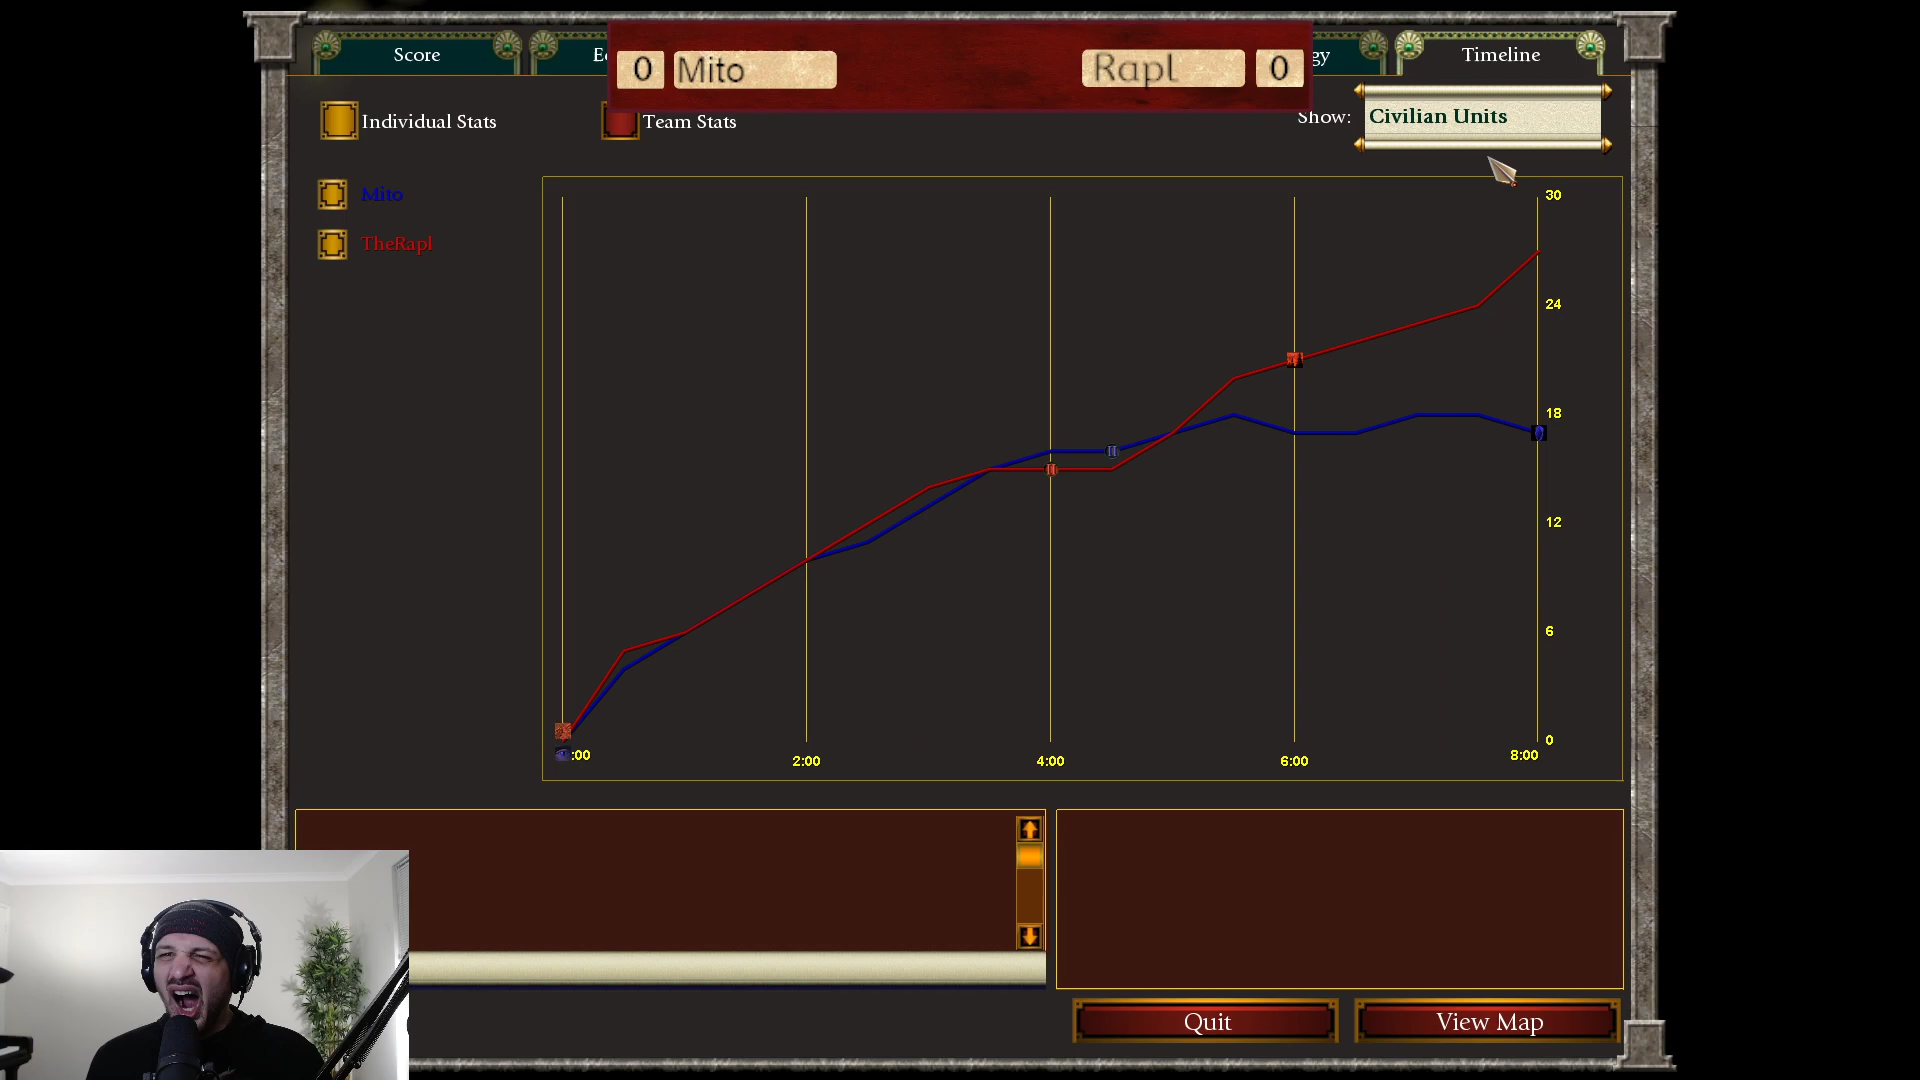 Score
Timeline
0 Mito
Rapl 0
Individual Stats
Team Stats
Show:
Civilian Units
Mito
TheRapl
30
24
18
12
6
0
:00
2:00
4:00
6:00
8:00
Quit
View Map